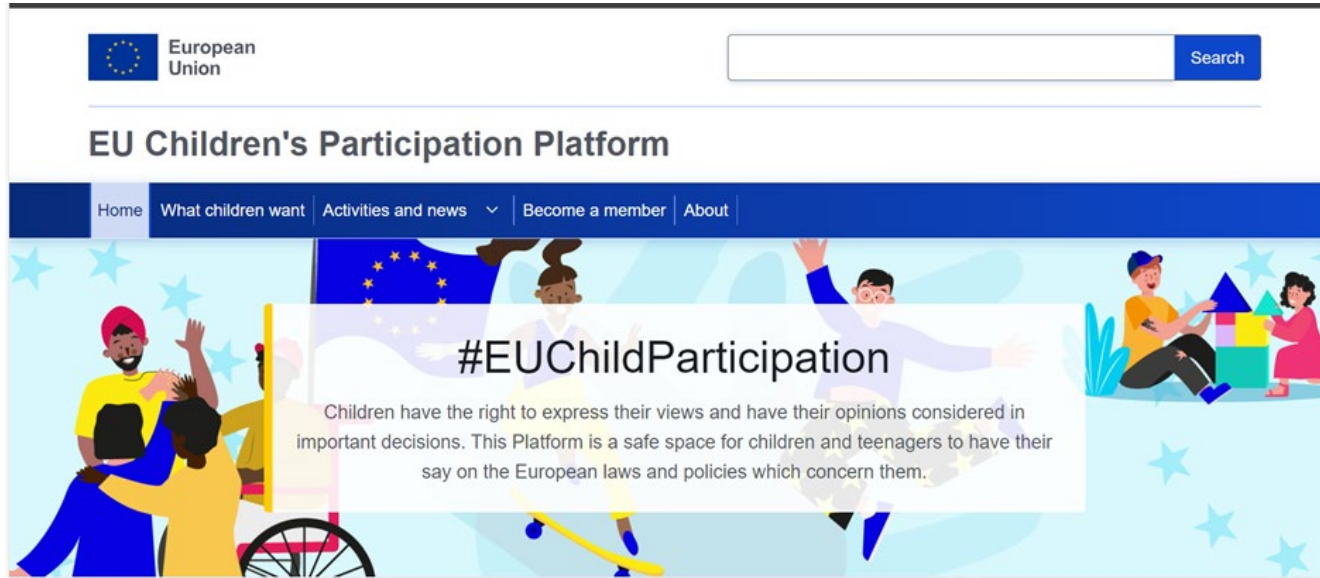 European
Union
Search
EU Children's Participation Platform
Home What children want Activities and news Become a member About
#EUChildParticipation
Children have the right to express their views and have their opinions considered in
important decisions. This Platform is a safe space for children and teenagers to have their
say on the European laws and policies which concern them.